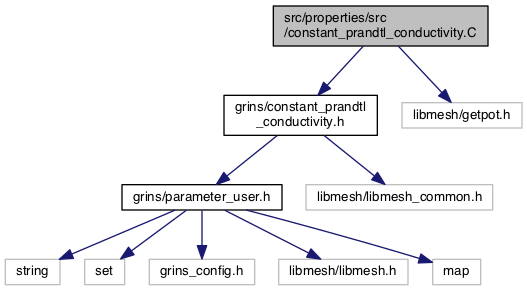 src/properties/src
/constant_prandtl_conductivity.C
grins/constant_prandtl
_conductivity.h
libmesh/getpot.h
grins/parameter_user.h
libmesh/libmesh_common.h
string
set
grins_config.h
libmesh/libmesh.h
map